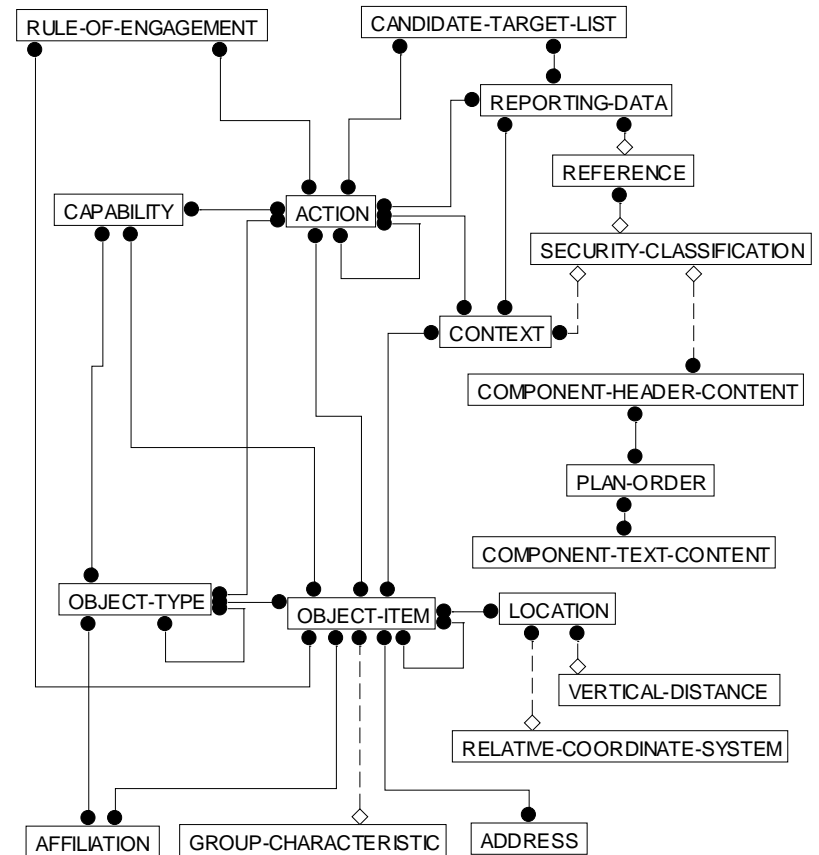 RULE-OF-ENGAGEMENT
CANDIDATE-TARGET-LIST
REPORTING-DATA
REFERENCE
CAPABILITY
ACTION
SECURITY-CLASSIFICATION
CONTEXT
COMPONENT-HEADER-CONTENT
PLAN-ORDER
COMPONENT-TEXT-CONTENT
OBJECT-TYPE
OBJECT-ITEM
LOCATION
VERTICAL-DISTANCE
RELATIVE-COORDINATE-SYSTEM
AFFILIATION
GROUP-CHARACTERISTIC
ADDRESS